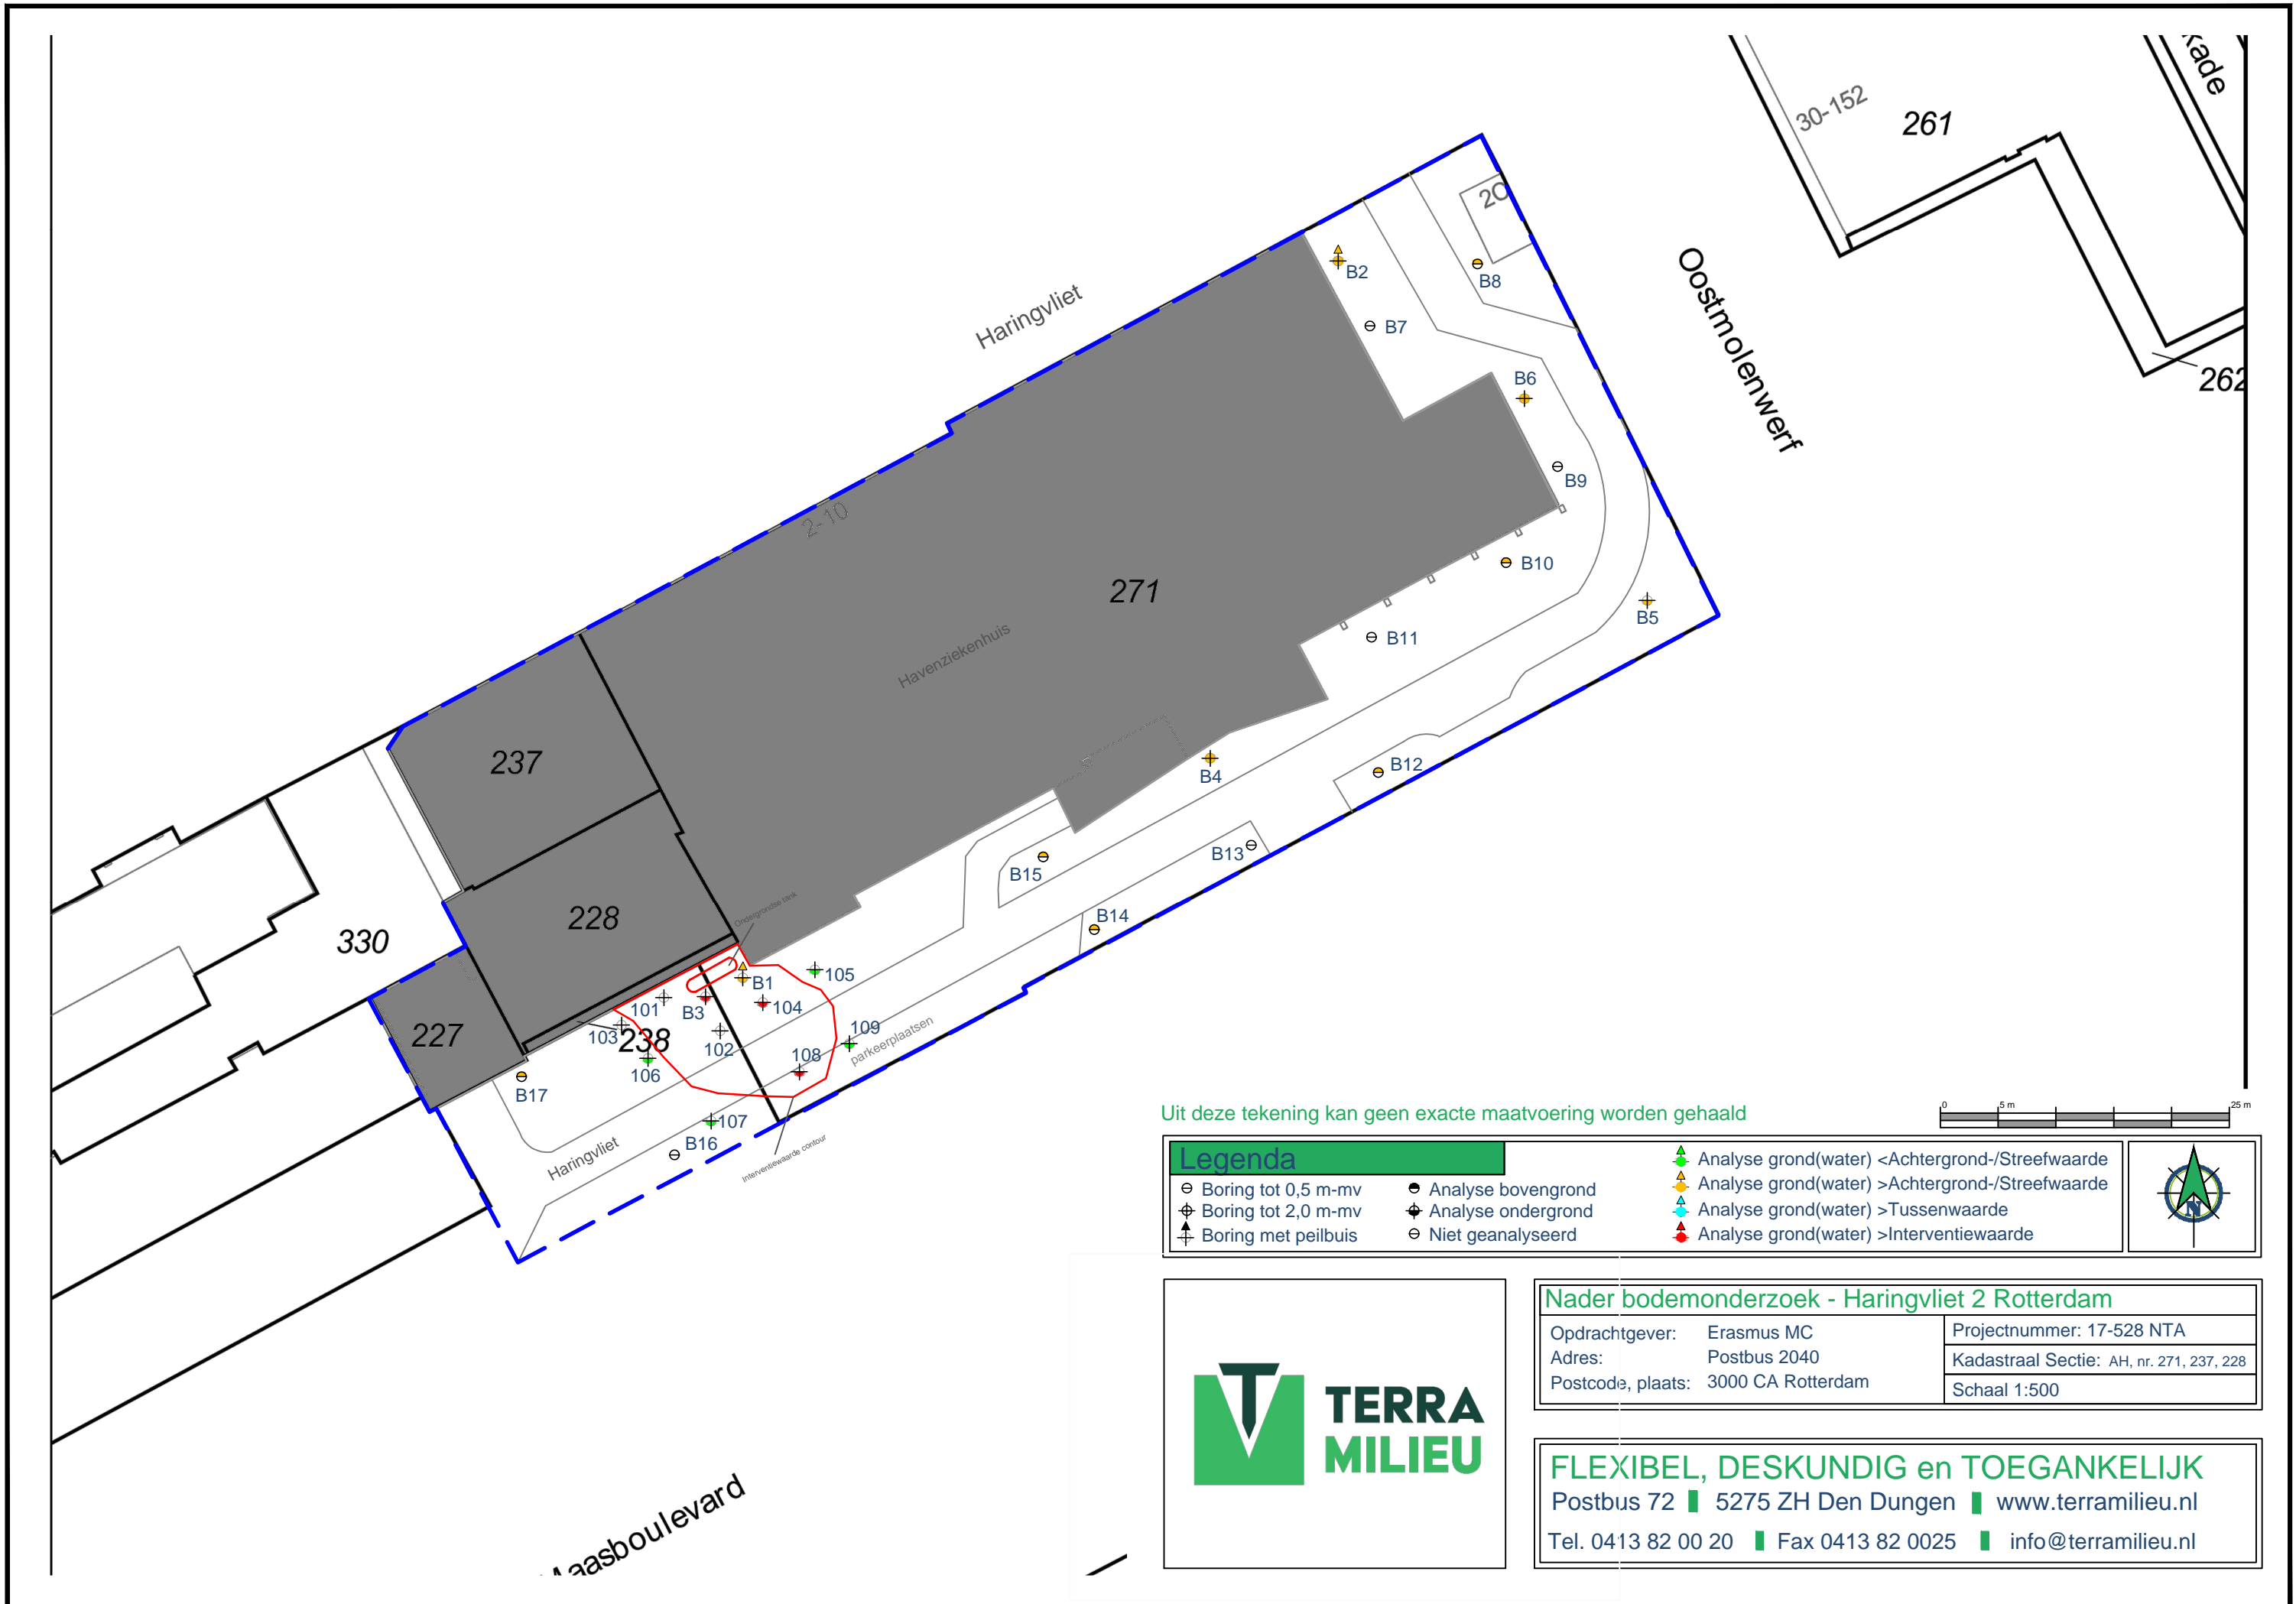 kade
30-152
261
262
Oostmolenwerf
Haringvliet
B2
B8
B7
B6
B9
B10
B5
B11
2-10
271
Havenziekenhuis
237
B4
B12
B13
B15
B14
228
330
Ondergrondse tank
B1
105
101
B3
104
103
238
102
109
parkeerplaatsen
108
106
227
B17
107
B16
Haringvliet
Interventiewaarde contour
Maasboulevard
Uit deze tekening kan geen exacte maatvoering worden gehaald
0 5 m 25 m
Legenda
Boring tot 0,5 m-mv
Boring tot 2,0 m-mv
Boring met peilbuis
Analyse bovengrond
Analyse ondergrond
Niet geanalyseerd
Analyse grond(water) <Achtergrond-/Streefwaarde
Analyse grond(water) >Achtergrond-/Streefwaarde
Analyse grond(water) >Tussenwaarde
Analyse grond(water) >Interventiewaarde
N
TERRA
MILIEU
Nader bodemonderzoek - Haringvliet 2 Rotterdam
Opdrachtgever: Erasmus MC
Adres: Postbus 2040
Postcode, plaats: 3000 CA Rotterdam
Projectnummer: 17-528 NTA
Kadastraal Sectie: AH, nr. 271, 237, 228
Schaal 1:500
FLEXIBEL, DESKUNDIG en TOEGANKELIJK
Postbus 72 5275 ZH Den Dungen www.terramilieu.nl
Tel. 0413 82 00 20 Fax 0413 82 0025 info@terramilieu.nl